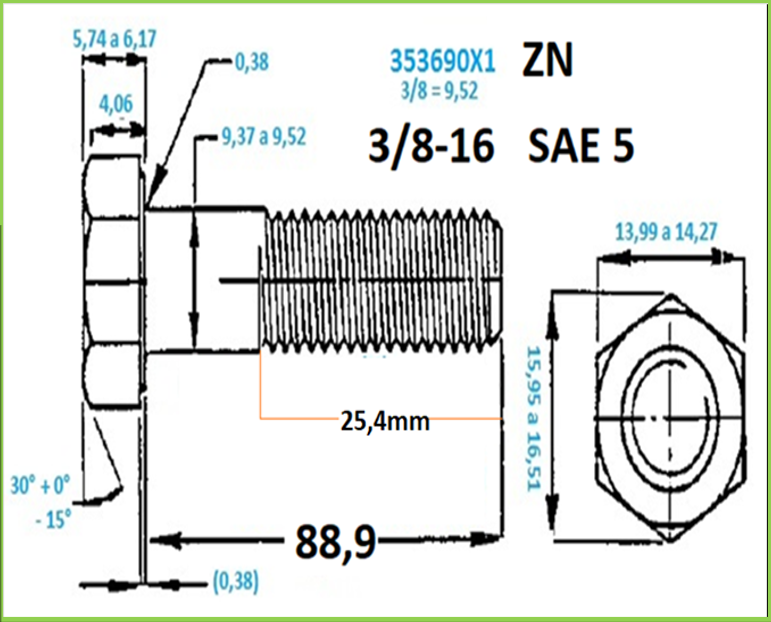 5,74 a 6,17
0,38
353690X1 ZN
3/8 = 9,52
4,06
9,37 a 9,52
3/8-16 SAE 5
13,99 a 14,27
15,95 a 16,51
25,4mm
30° + 0°
- 15°
88,9
(0,38)